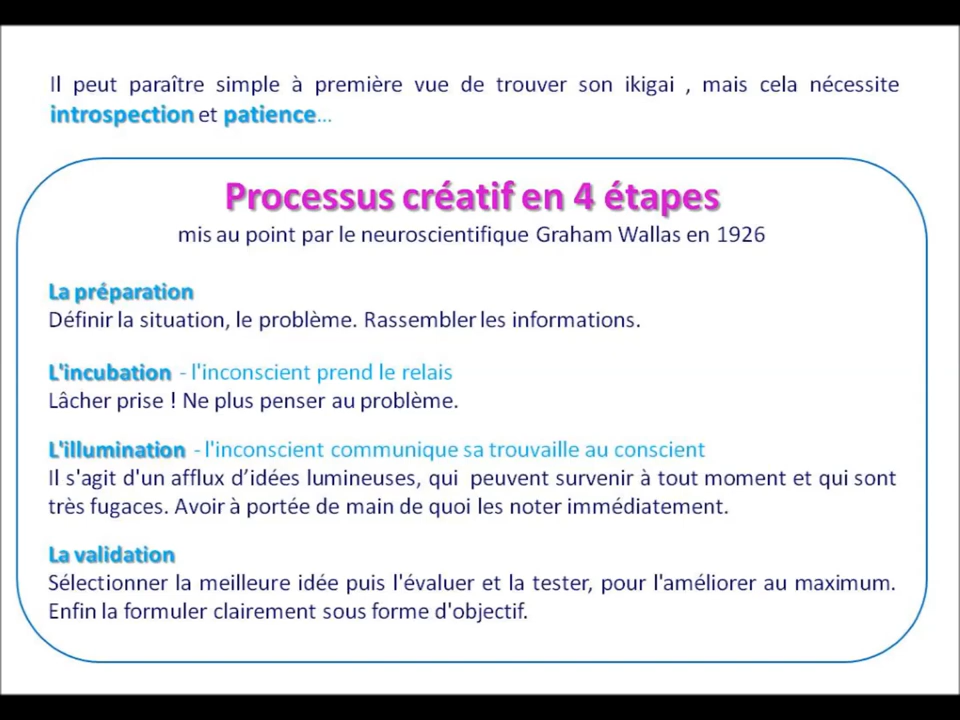 Il peut paraître simple à première vue de trouver son ikigai , mais cela nécessite
introspection et patience...
Processus créatif en 4 étapes
mis au point par le neuroscientifique Graham Wallas en 1926
La préparation
Définir la situation, le problème. Rassembler les informations.
L'incubation - l'inconscient prend le relais
Lâcher prise ! Ne plus penser au problème.
L'illumination - l'inconscient communique sa trouvaille au conscient
Il s'agit d'un afflux d’idées lumineuses, qui peuvent survenir à tout moment et qui sont
très fugaces. Avoir à portée de main de quoi les noter immédiatement.
La validation
Sélectionner la meilleure idée puis l'évaluer et la tester, pour l'améliorer au maximum.
Enfin la formuler clairement sous forme d'objectif.